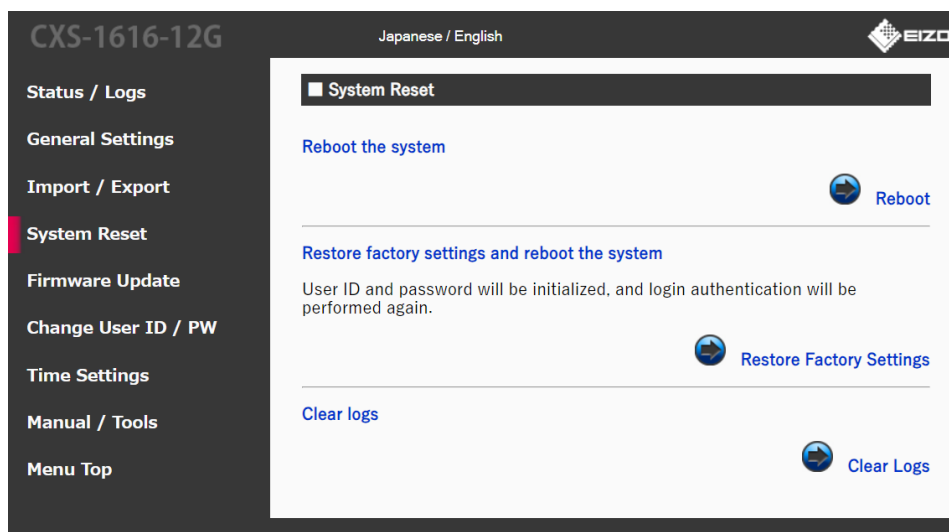 CXS-1616-12G
Japanese / English
Status / Logs
General Settings
Import / Export
System Reset
Firmware Update
Change User ID / PW
Time Settings
Manual / Tools
Menu Top
■ System Reset
Reboot the system
Reboot
Restore factory settings and reboot the system
User ID and password will be initialized, and login authentication will be
performed again.
Restore Factory Settings
Clear logs
Clear Logs